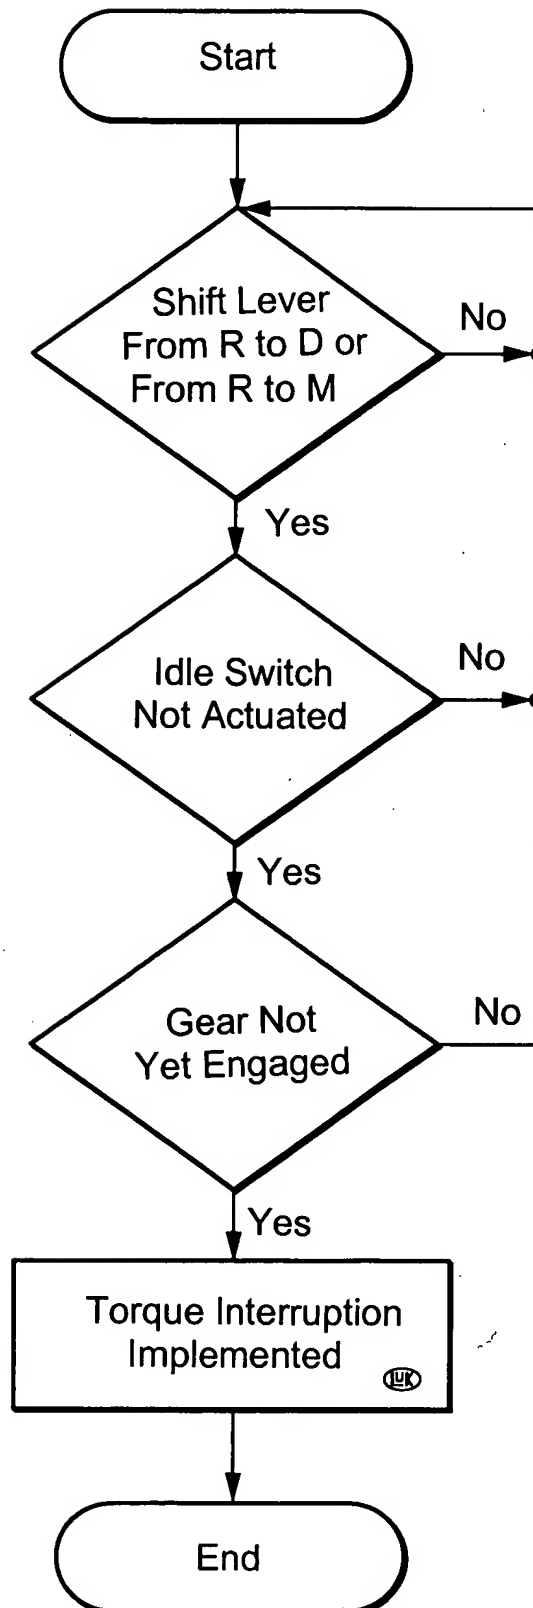 Start
Shift Lever
From R to D or
From R to M
No
Yes
Idle Switch
Not Actuated
No
Yes
Gear Not
Yet Engaged
No
Yes
Torque Interruption
Implemented
LuK
End